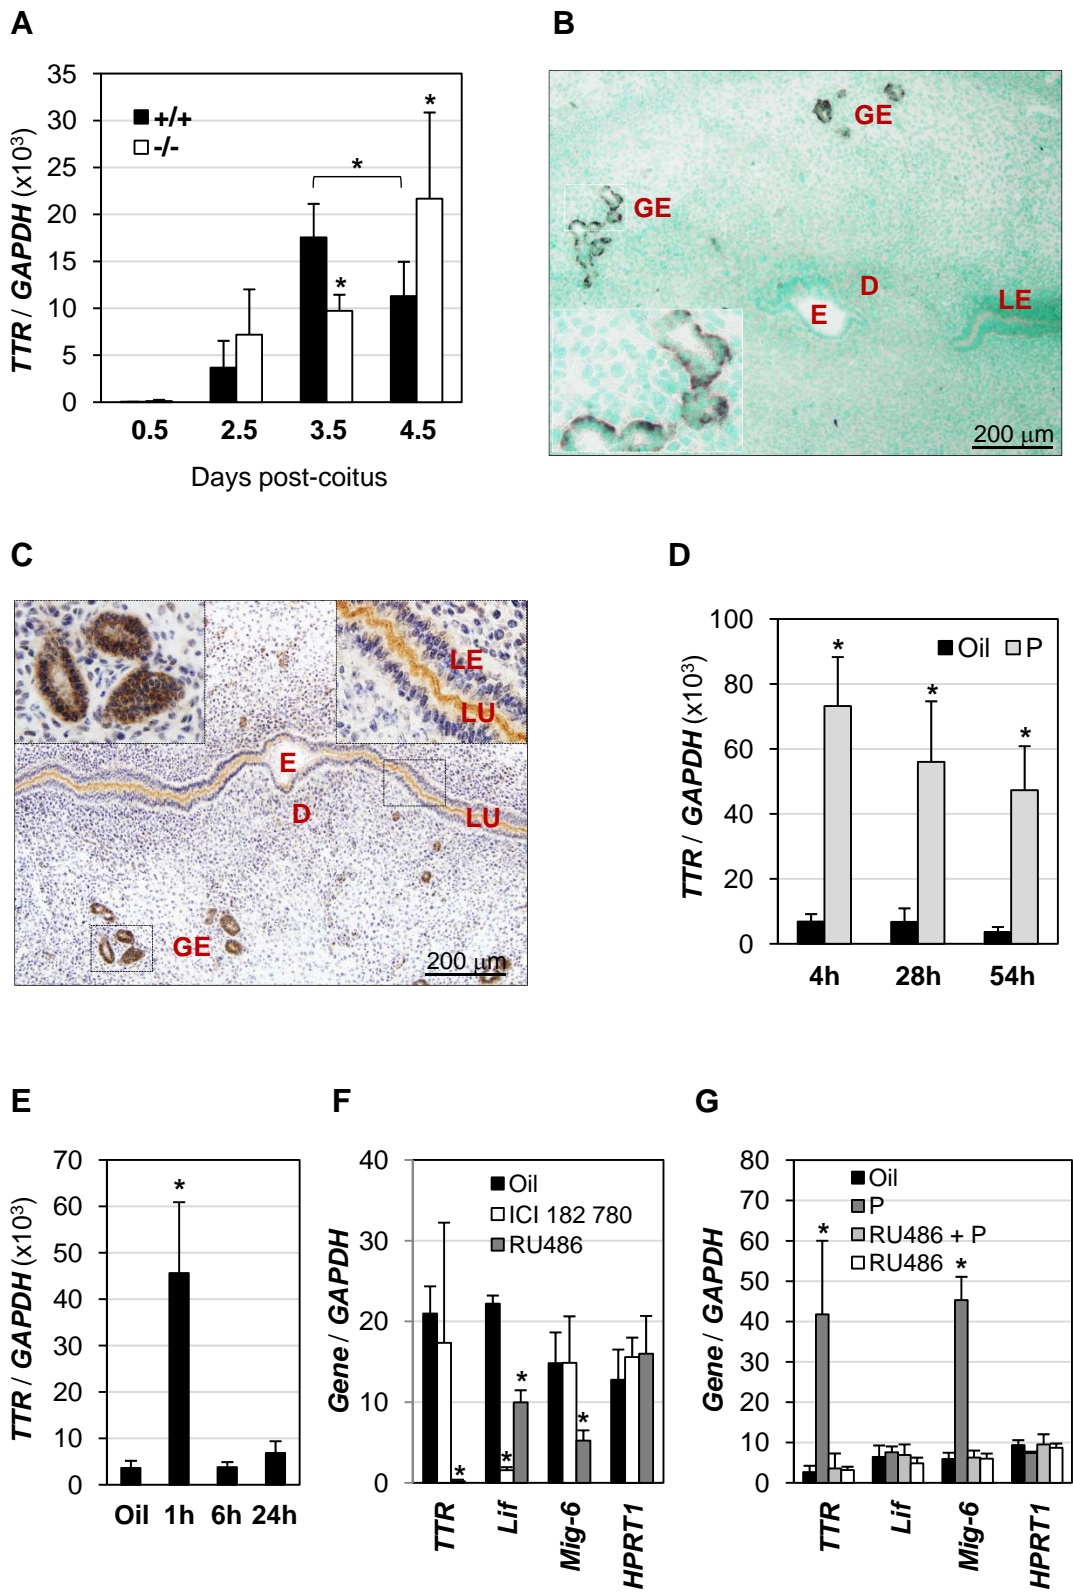 A
35
30
25
20
15
10
5
0
+/+
-/-
*
*
*
TTR / GAPDH (x10³)
0.5 2.5 3.5 4.5
Days post-coitus
B
GE
GE
D
E
LE
200 µm
C
LE
LU
E
D
LU
GE
200 µm
D
100
80
60
40
20
0
Oil P
*
*
*
TTR / GAPDH (x10³)
4h 28h 54h
E
70
60
50
40
30
20
10
0
*
TTR / GAPDH (x10³)
Oil 1h 6h 24h
F
40
30
20
10
0
Oil
ICI 182 780
RU486
*
*
*
*
Gene / GAPDH
TTR
Lif
Mig-6
HPRT1
G
80
70
60
50
40
30
20
10
0
Oil
P
RU486 + P
RU486
*
*
Gene / GAPDH
TTR
Lif
Mig-6
HPRT1